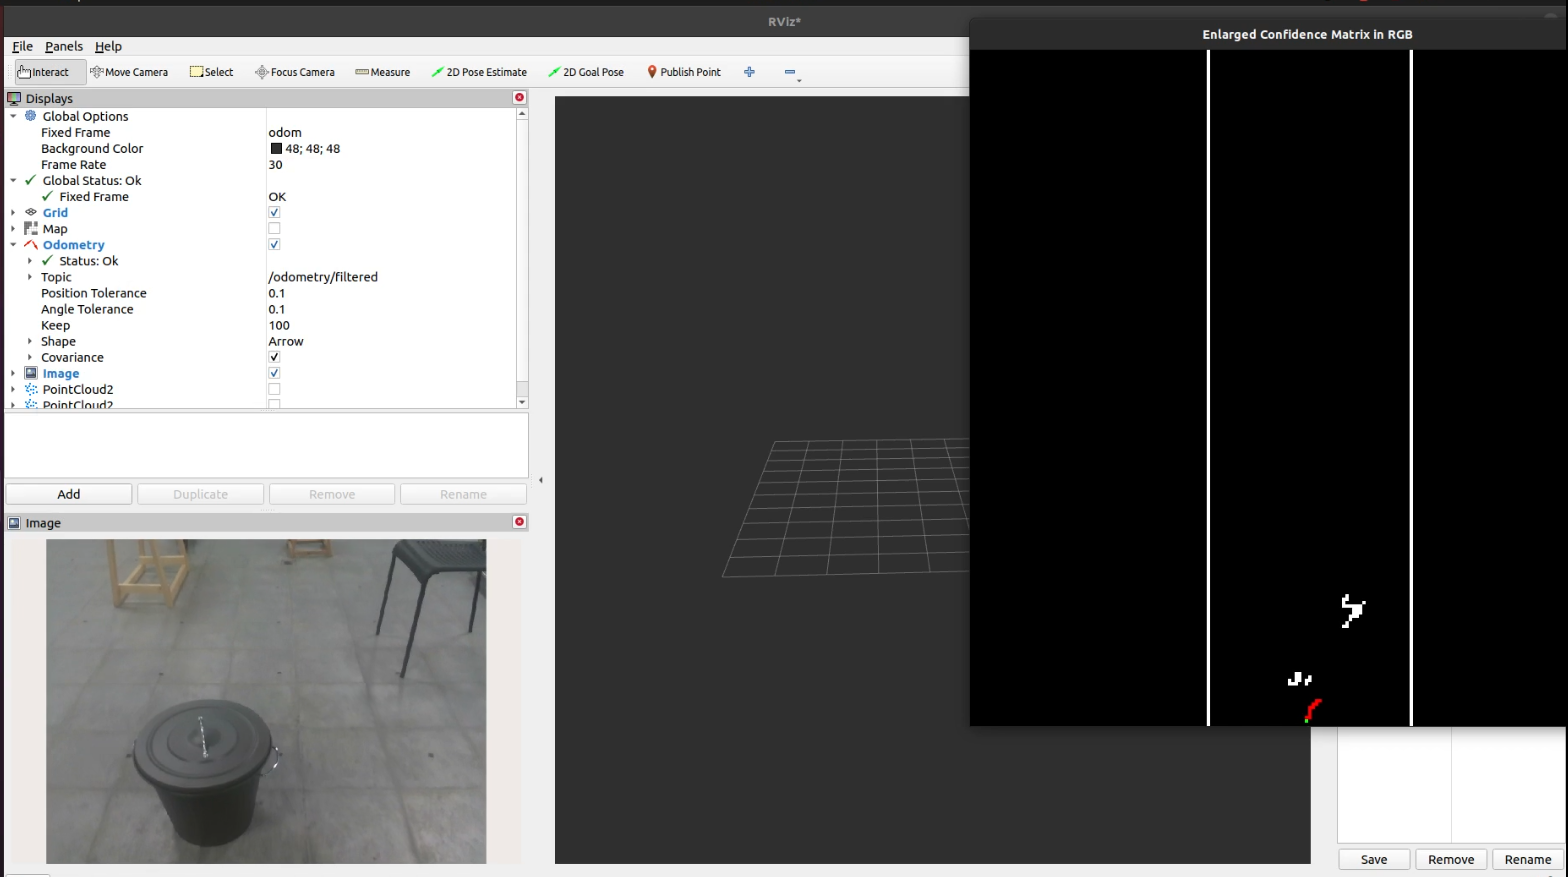 RViz*
Enlarged Confidence Matrix in RGB
File Panels Help
Interact Move Camera Select Focus Camera Measure 2D Pose Estimate 2D Goal Pose Publish Point
Displays
Global Options
Fixed Frame odom
Background Color 48; 48; 48
Frame Rate 30
Global Status: Ok
Fixed Frame OK
Grid
Map
Odometry
Status: Ok
Topic /odometry/filtered
Position Tolerance 0.1
Angle Tolerance 0.1
Keep 100
Shape Arrow
Covariance
Image
PointCloud2
PointCloud2
Add Duplicate Remove Rename
Image
Save Remove Rename